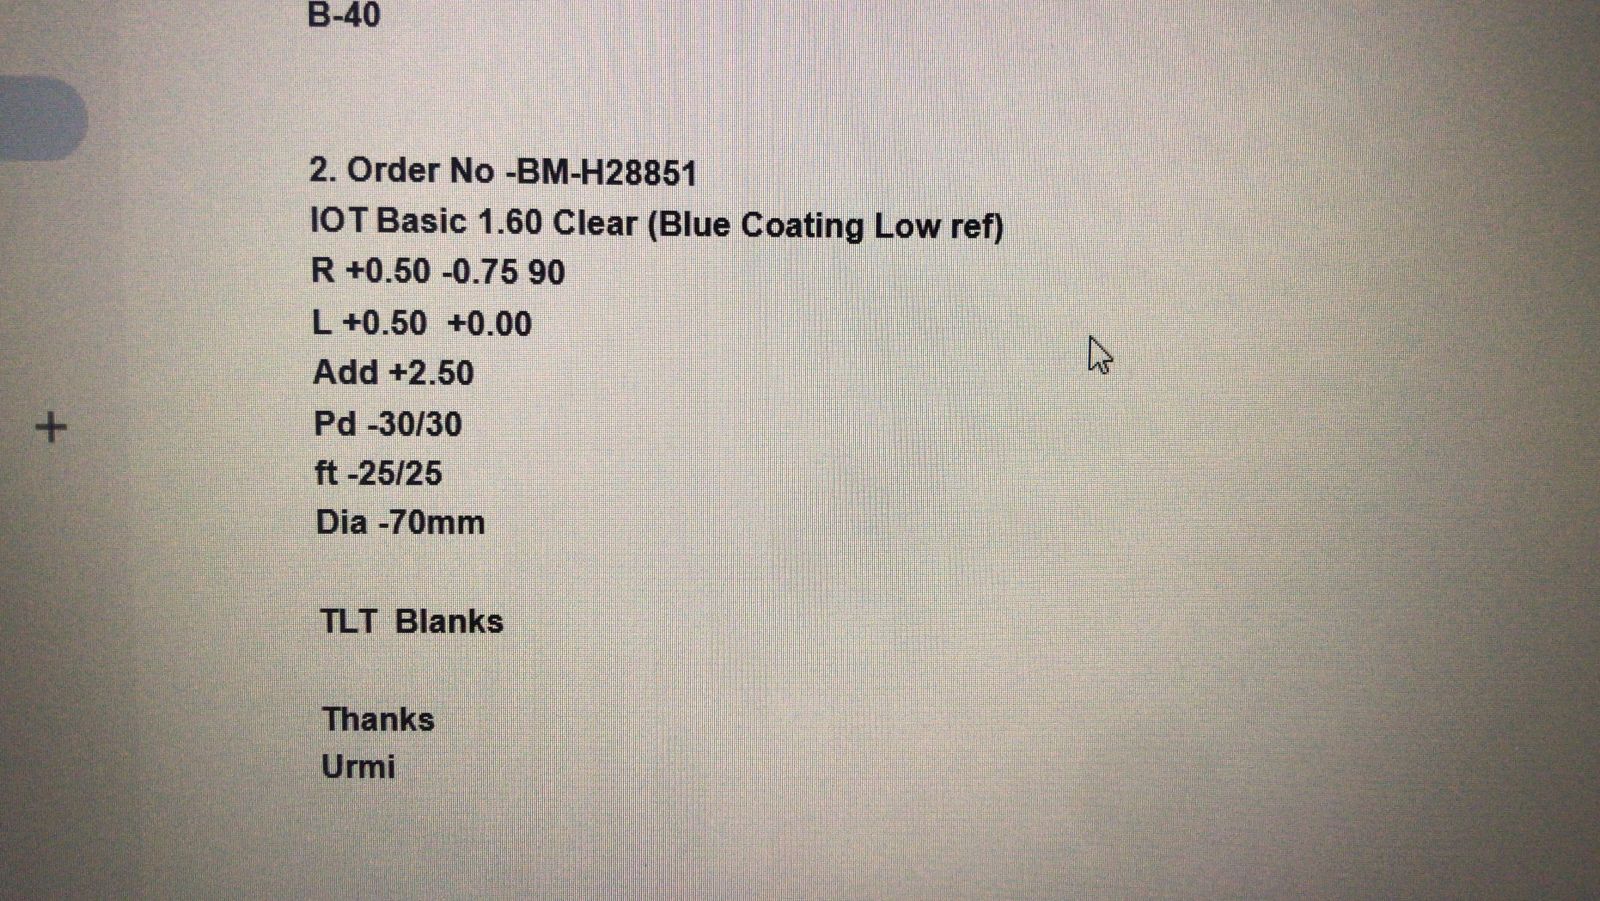 B-40
2. Order No -BM-H28851
IOT Basic 1.60 Clear (Blue Coating Low ref)
R +0.50 -0.75 90
L +0.50  +0.00
Add +2.50
Pd -30/30
ft -25/25
Dia -70mm
TLT  Blanks
Thanks
Urmi